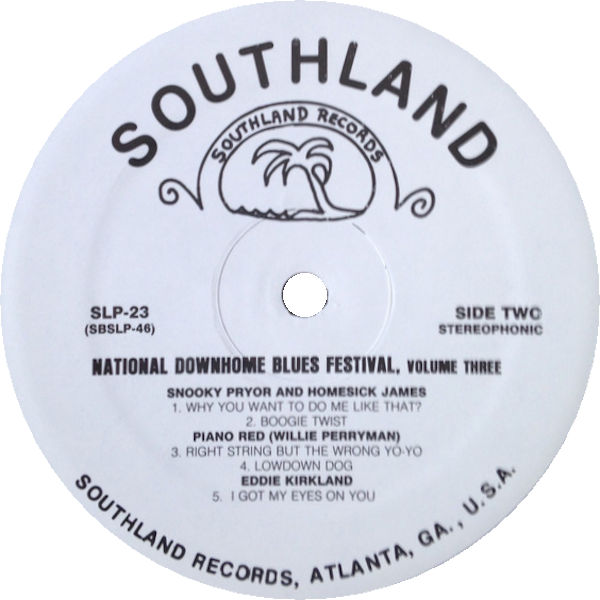 SOUTHLAND
SOUTHLAND RECORDS
SLP-23
(SBSLP-46)
SIDE TWO
STEREOPHONIC
NATIONAL DOWNHOME BLUES FESTIVAL, VOLUME THREE
SNOOKY PRYOR AND HOMESICK JAMES
1. WHY YOU WANT TO DO ME LIKE THAT?
2. BOOGIE TWIST
PIANO RED (WILLIE PERRYMAN)
3. RIGHT STRING BUT THE WRONG YO-YO
4. LOWDOWN DOG
EDDIE KIRKLAND
5. I GOT MY EYES ON YOU
SOUTHLAND RECORDS, ATLANTA, GA., U.S.A.